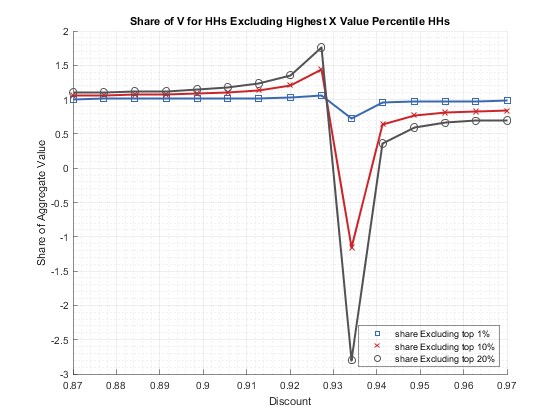 Share of V for HHs Excluding Highest X Value Percentile HHs
2
1.5
1
0.5
0
-0.5
-1
-1.5
-2
-2.5
-3
Share of Aggregate Value
share Excluding top 1%
share Excluding top 10%
share Excluding top 20%
0.87 0.88 0.89 0.9 0.91 0.92 0.93 0.94 0.95 0.96 0.97
Discount